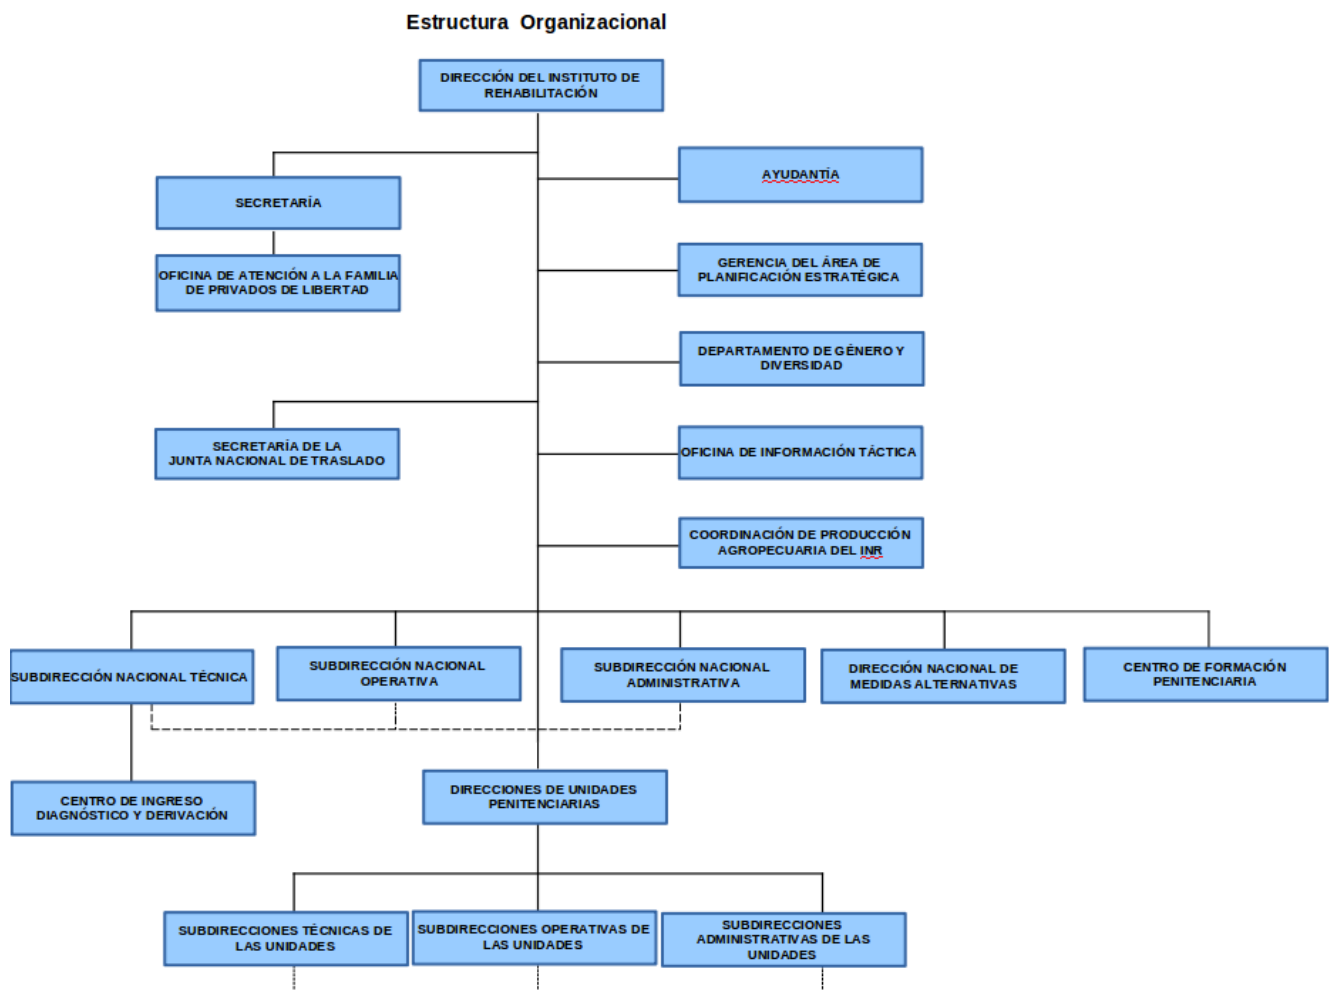 Estructura Organizacional
DIRECCIÓN DEL INSTITUTO DE
REHABILITACIÓN
AYUDANTÍA
SECRETARÍA
OFICINA DE ATENCIÓN A LA FAMILIA
DE PRIVADOS DE LIBERTAD
GERENCIA DEL ÁREA DE
PLANIFICACIÓN ESTRATÉGICA
DEPARTAMENTO DE GÉNERO Y
DIVERSIDAD
SECRETARÍA DE LA
JUNTA NACIONAL DE TRASLADO
OFICINA DE INFORMACIÓN TÁCTICA
COORDINACIÓN DE PRODUCCIÓN
AGROPECUARIA DEL INR
SUBDIRECCIÓN NACIONAL TÉCNICA
SUBDIRECCIÓN NACIONAL
OPERATIVA
SUBDIRECCIÓN NACIONAL
ADMINISTRATIVA
DIRECCIÓN NACIONAL DE
MEDIDAS ALTERNATIVAS
CENTRO DE FORMACIÓN
PENITENCIARIA
CENTRO DE INGRESO
DIAGNÓSTICO Y DERIVACIÓN
DIRECCIONES DE UNIDADES
PENITENCIARIAS
SUBDIRECCIONES TÉCNICAS DE
LAS UNIDADES
SUBDIRECCIONES OPERATIVAS DE
LAS UNIDADES
SUBDIRECCIONES
ADMINISTRATIVAS DE LAS
UNIDADES